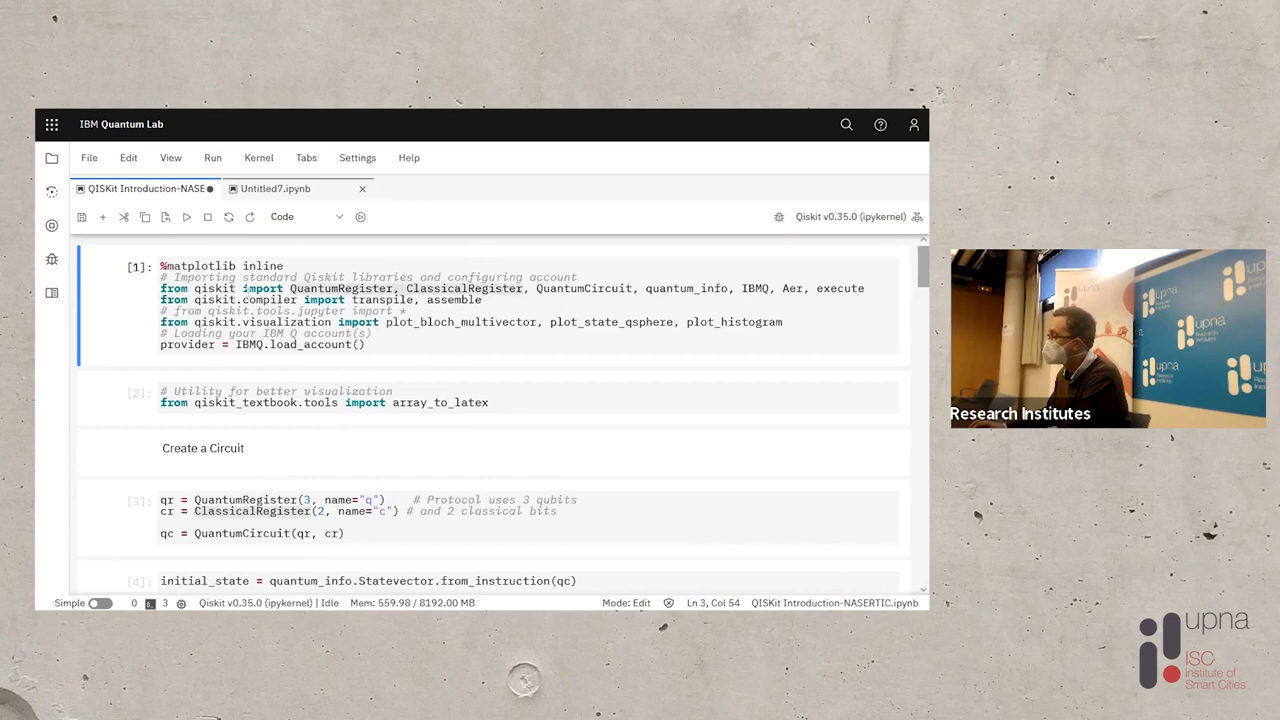 IBM Quantum Lab
File Edit View Run Kernel Tabs Settings Help
QISKit Introduction-NASE Untitled7.ipynb
Code Qiskit v0.35.0 (ipykernel)
[1]: %matplotlib inline
# Importing standard Qiskit libraries and configuring account
from qiskit import QuantumRegister, ClassicalRegister, QuantumCircuit, quantum_info, IBMQ, Aer, execute
from qiskit.compiler import transpile, assemble
# from qiskit.tools.jupyter import *
from qiskit.visualization import plot_bloch_multivector, plot_state_qsphere, plot_histogram
# Loading your IBM Q account(s)
provider = IBMQ.load_account()
[2]: # Utility for better visualization
from qiskit_textbook.tools import array_to_latex
Create a Circuit
[3]: qr = QuantumRegister(3, name="q") # Protocol uses 3 qubits
cr = ClassicalRegister(2, name="c") # and 2 classical bits
qc = QuantumCircuit(qr, cr)
[4]: initial_state = quantum_info.Statevector.from_instruction(qc)
Simple 0 3 Qiskit v0.35.0 (ipykernel) | Idle Mem: 559.98 / 8192.00 MB Mode: Edit Ln 3, Col 54 QISKit Introduction-NASERTIC.ipynb
upna
upna
upna
upna
Research Institutes
upna
ISC
Institute of
Smart Cities